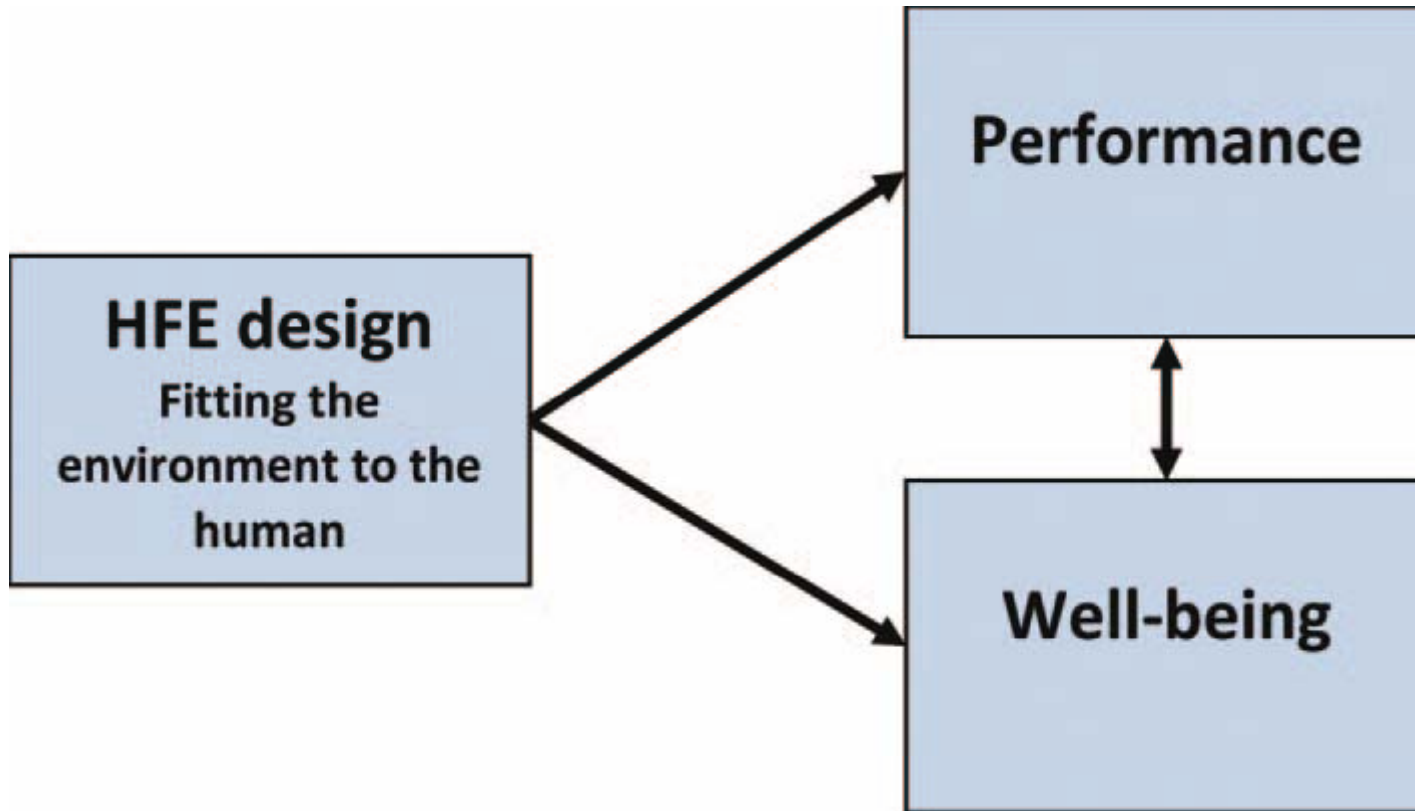 Performance
HFE design
Fitting the
environment to the
human
Well-being